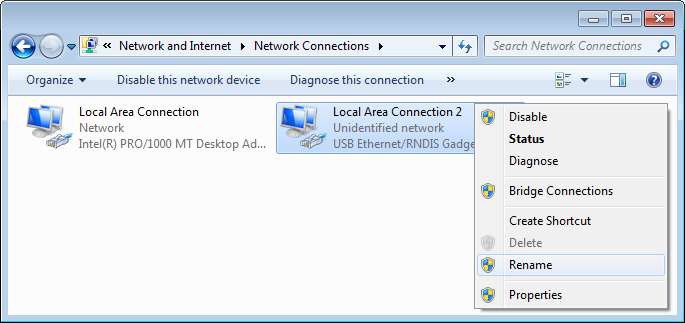 « Network and Internet Network Connections Search Network Connections
Organize Disable this network device Diagnose this connection »
Local Area Connection
Network
Intel(R) PRO/1000 MT Desktop Ad...
Local Area Connection 2
Unidentified network
USB Ethernet/RNDIS Gadge
Disable
Status
Diagnose
Bridge Connections
Create Shortcut
Delete
Rename
Properties